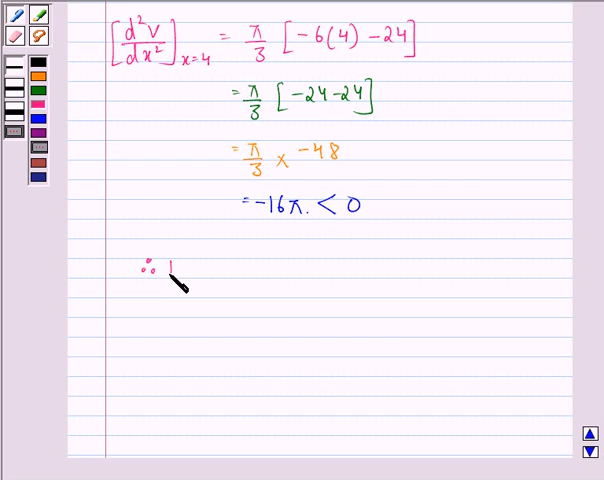 [d²V/dx²]ₓ₌₄ = π/3 [-6(4) -24]
= π/3 [-24-24]
= π/3 × -48
= -16π. < 0
∴